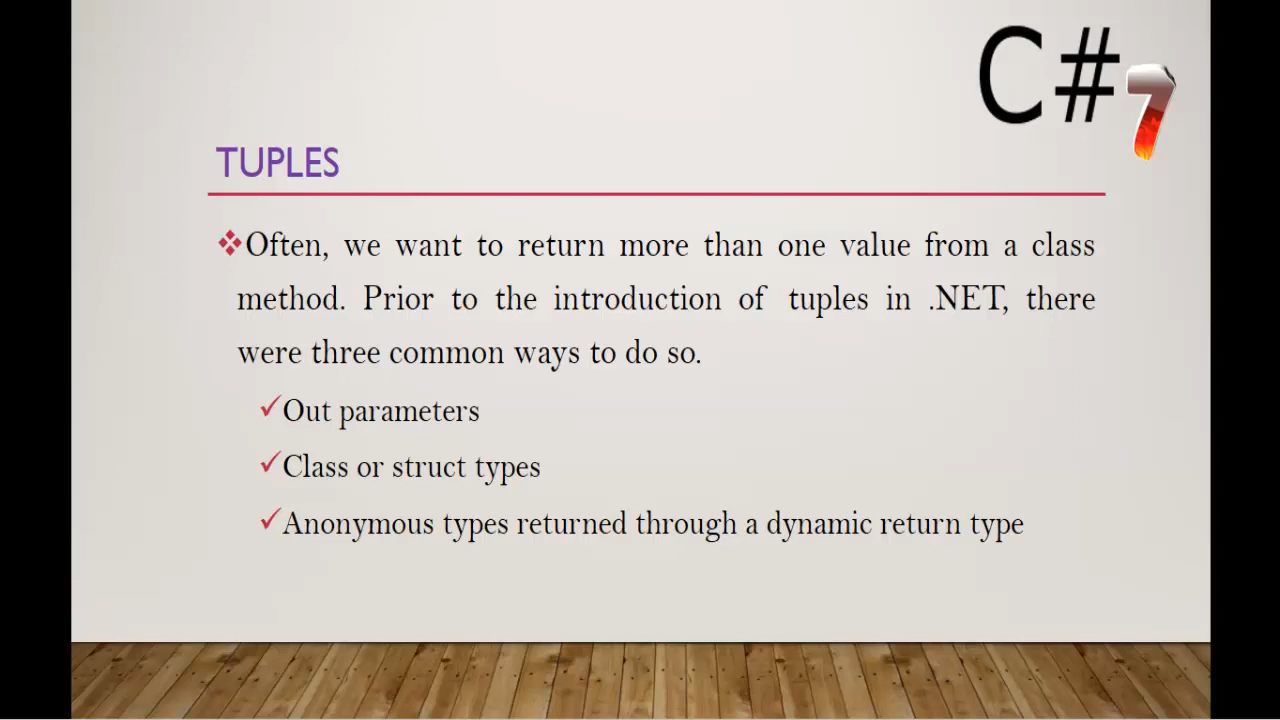 C#7
TUPLES
❖Often, we want to return more than one value from a class
method. Prior to the introduction of tuples in .NET, there
were three common ways to do so.
✓Out parameters
✓Class or struct types
✓Anonymous types returned through a dynamic return type